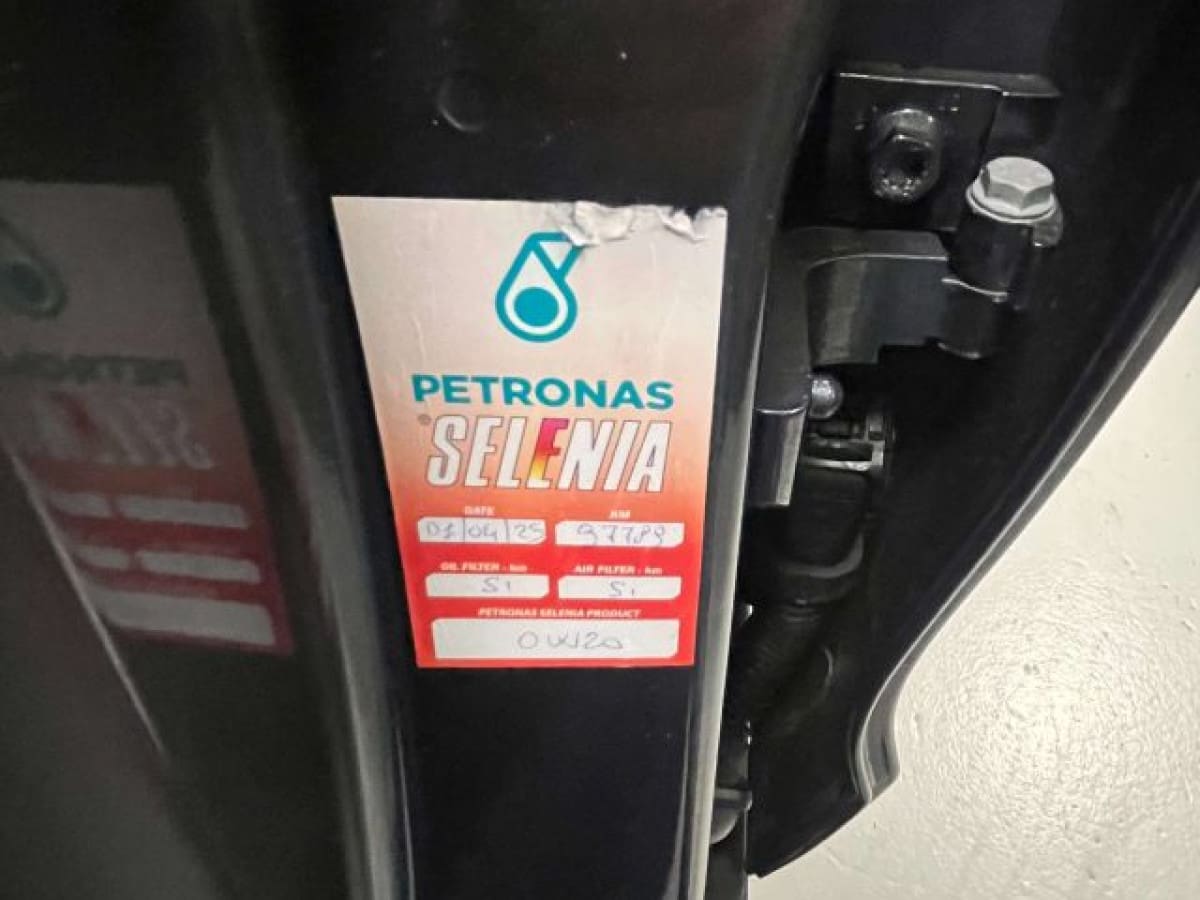 PETRONAS
®SELENIA
DATE KM
01 04 25 97789
OIL FILTER - km AIR FILTER - km
Si Si
PETRONAS SELENIA PRODUCT
0W20